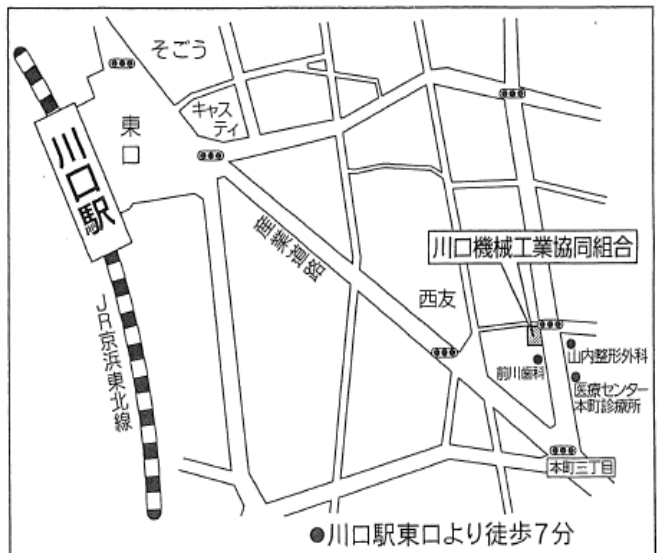 そごう
キャス
ティ
東口
川口駅
産業道路
川口機械工業協同組合
西友
JR京浜東北線
山内整形外科
前川歯科
医療センター
本町診療所
本町三丁目
●川口駅東口より徒歩7分